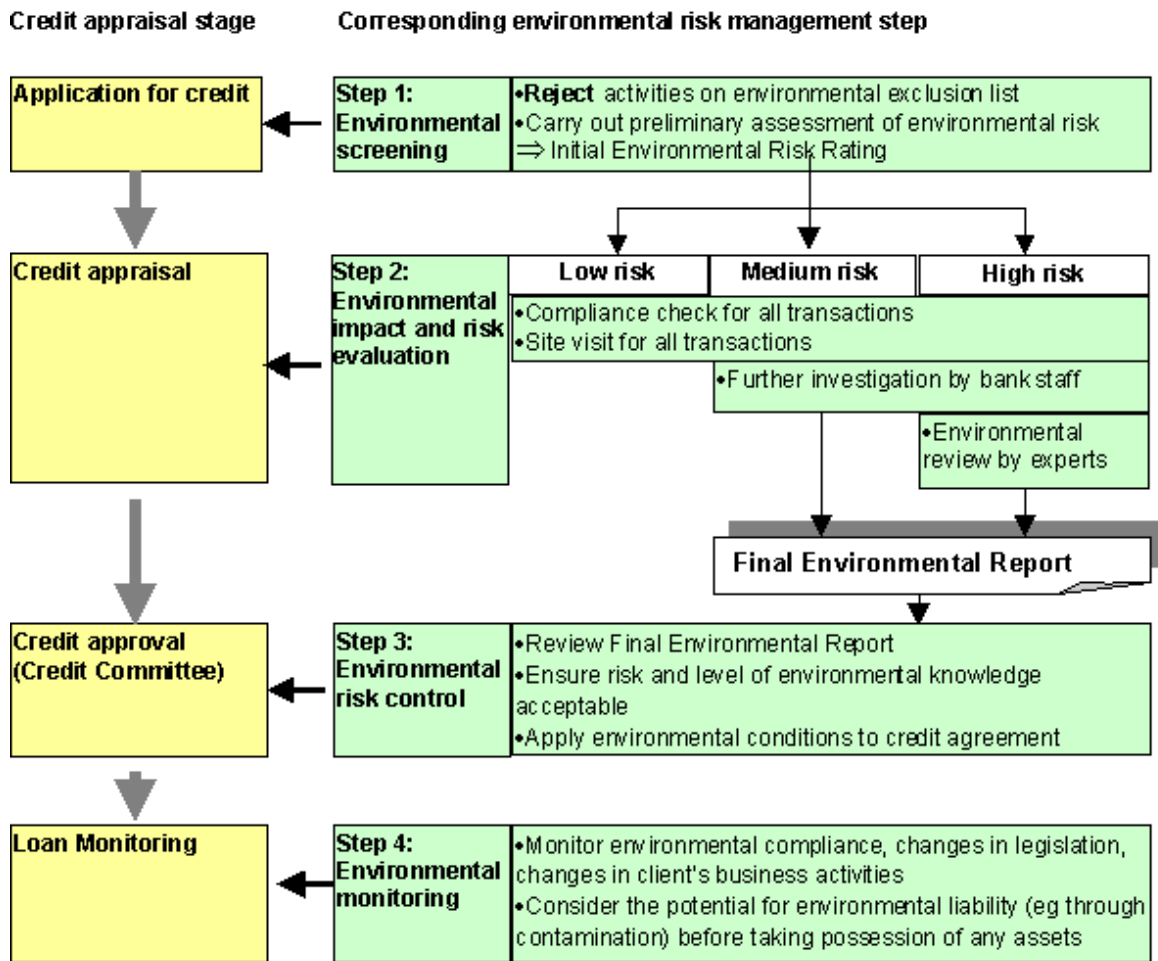 Credit appraisal stage
Corresponding environmental risk management step
Application for credit
Step 1:
Environmental
screening
•Reject activities on environmental exclusion list
•Carry out preliminary assessment of environmental risk
⇒ Initial Environmental Risk Rating
Credit appraisal
Step 2:
Environmental
impact and risk
evaluation
Low risk
Medium risk
High risk
•Compliance check for all transactions
•Site visit for all transactions
•Further investigation by bank staff
•Environmental
review by experts
Final Environmental Report
Credit approval
(Credit Committee)
Step 3:
Environmental
risk control
•Review Final Environmental Report
•Ensure risk and level of environmental knowledge
acceptable
•Apply environmental conditions to credit agreement
Loan Monitoring
Step 4:
Environmental
monitoring
•Monitor environmental compliance, changes in legislation,
changes in client's business activities
•Consider the potential for environmental liability (eg through
contamination) before taking possession of any assets